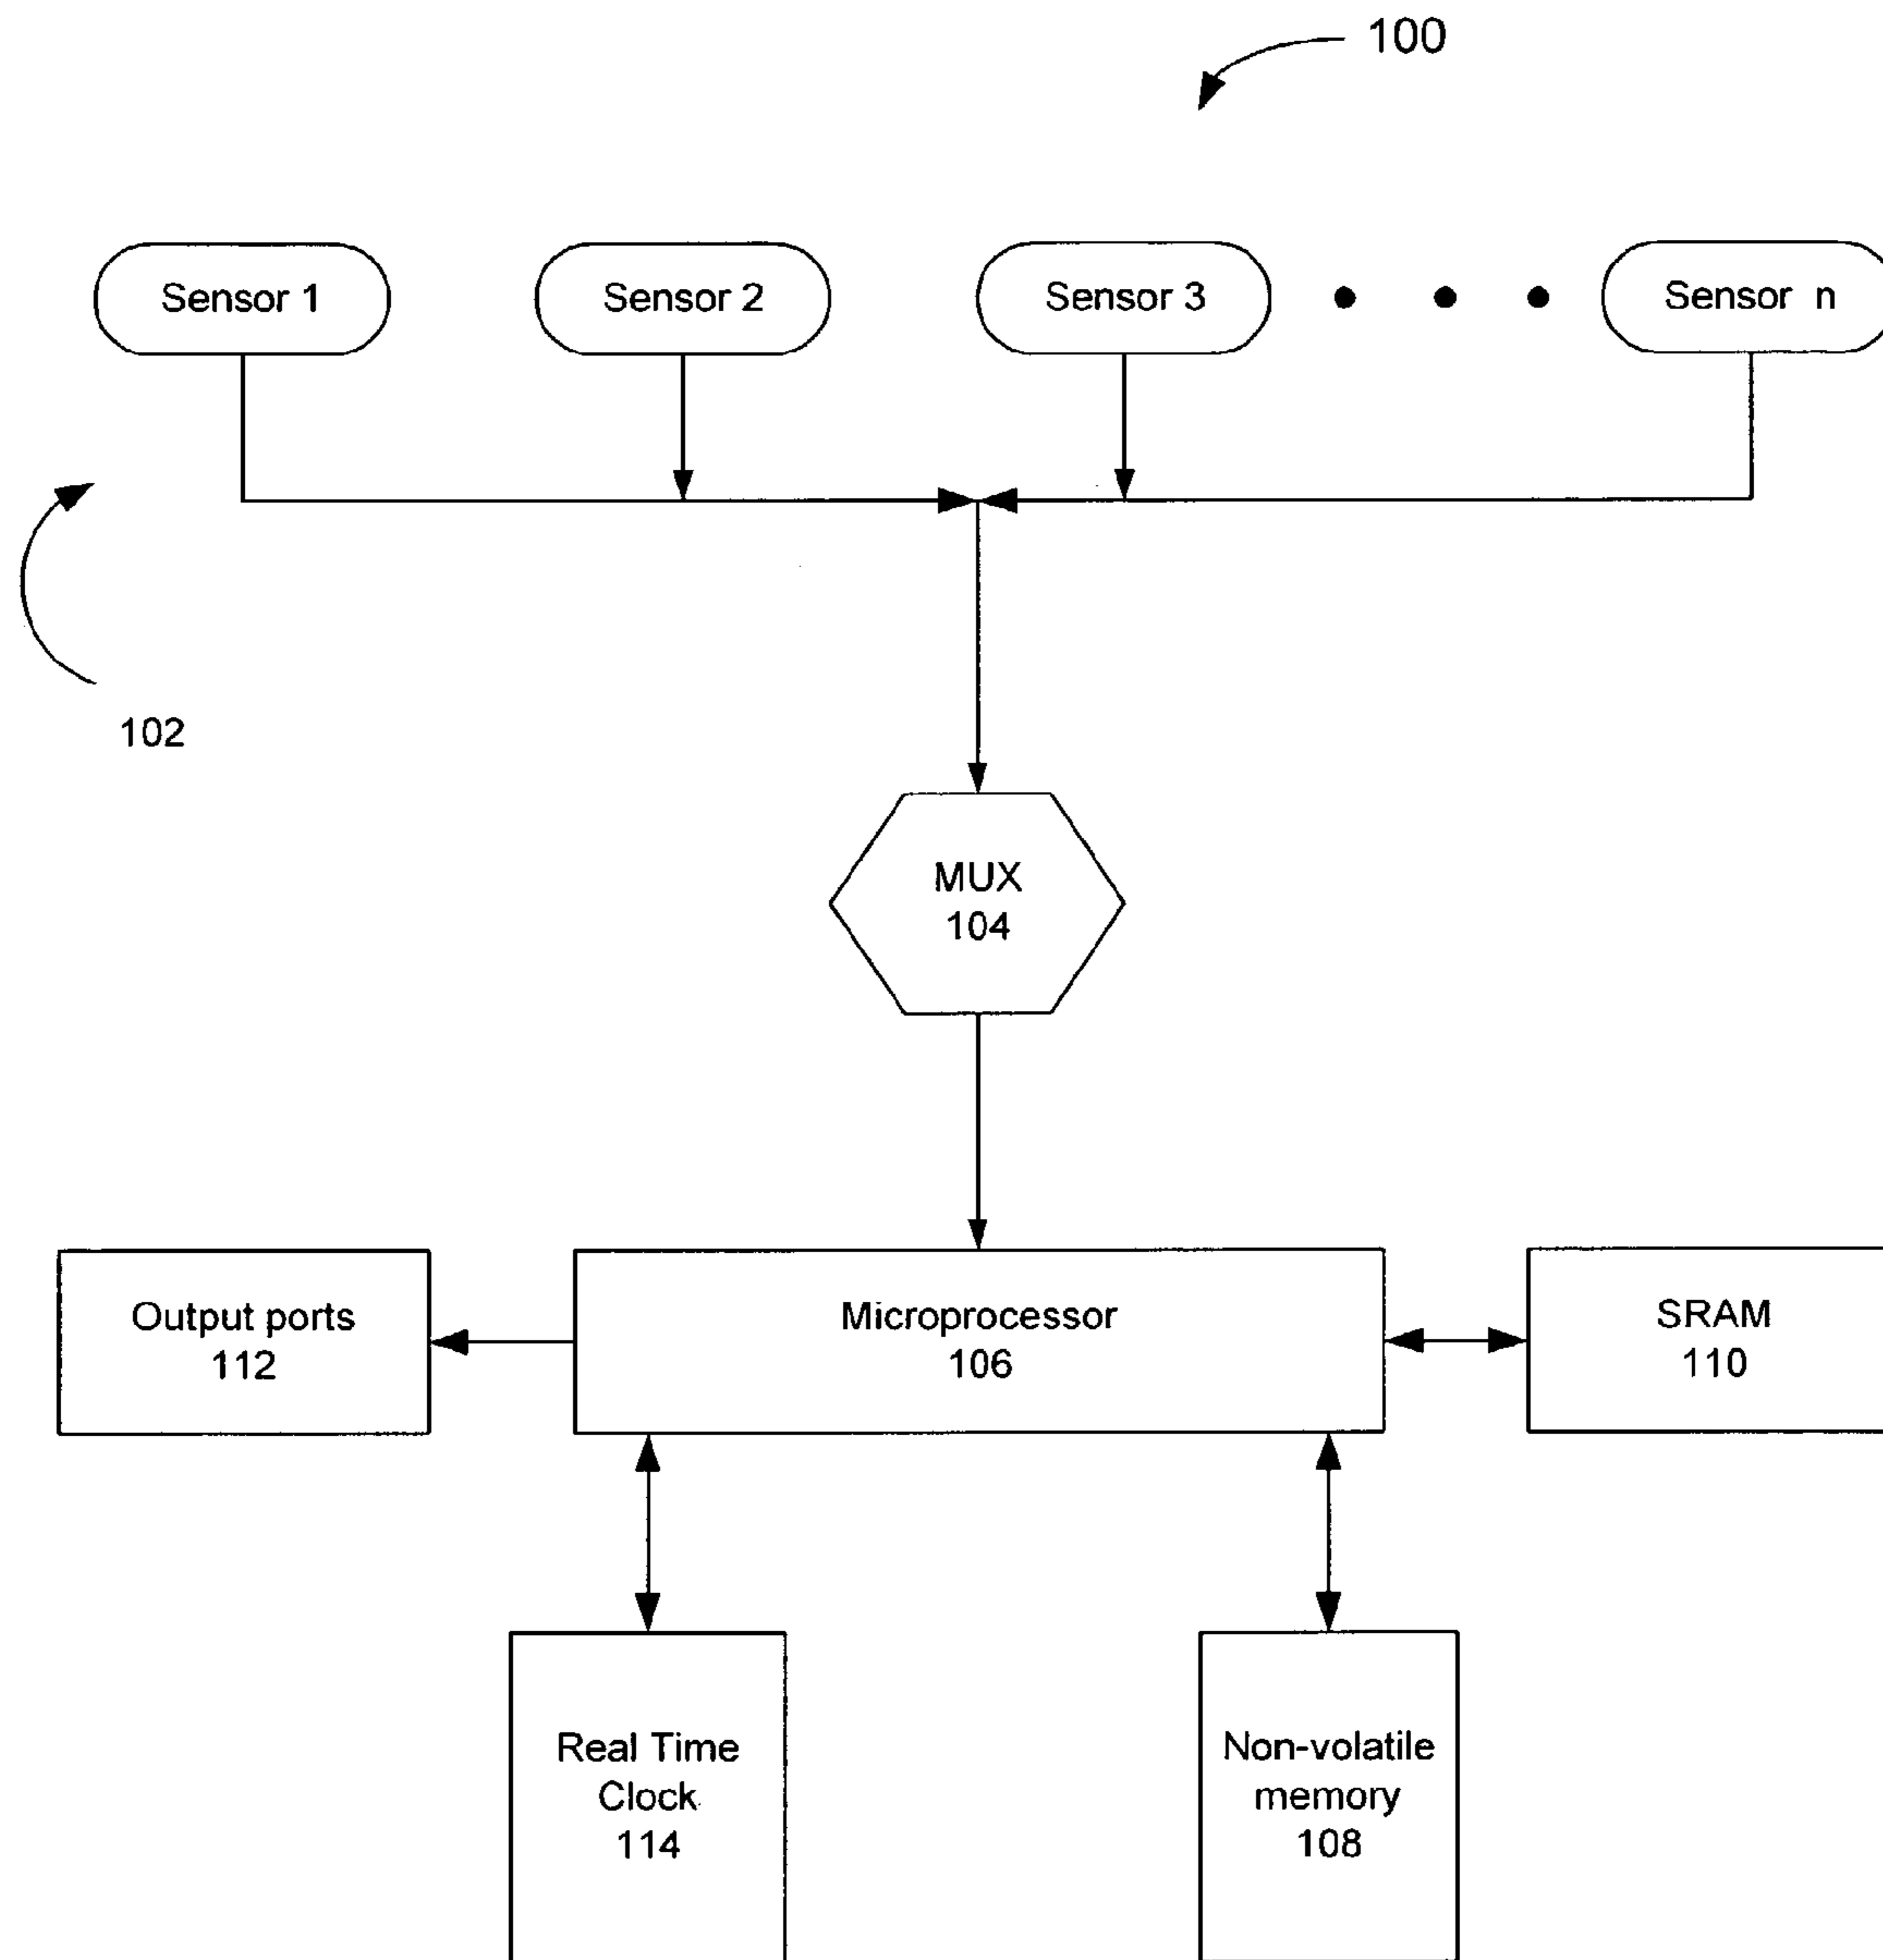 100
Sensor 1
Sensor 2
Sensor 3
Sensor n
102
MUX
104
Output ports
112
Microprocessor
106
SRAM
110
Real Time
Clock
114
Non-volatile
memory
108